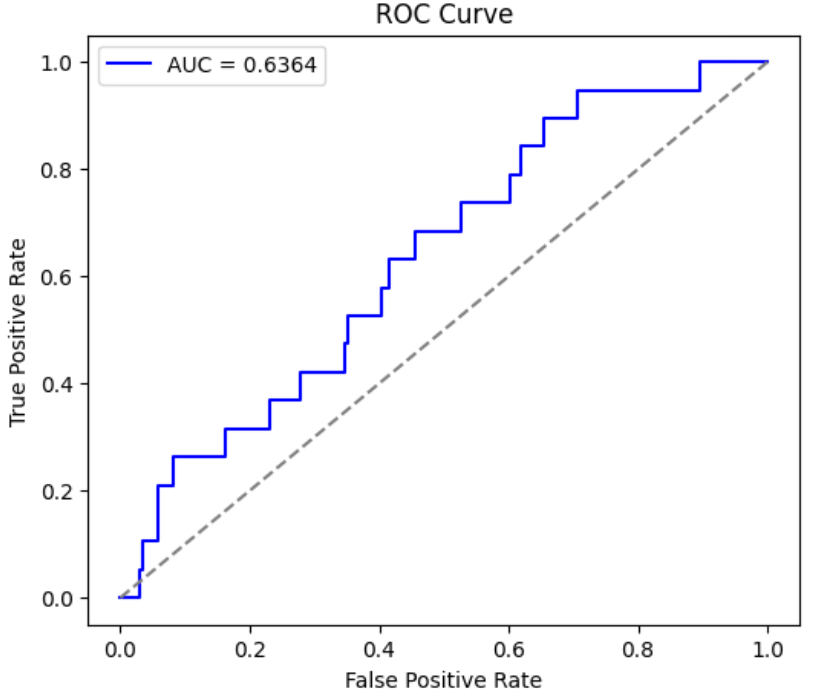 ROC Curve
AUC = 0.6364
True Positive Rate
1.0
0.8
0.6
0.4
0.2
0.0
0.0 0.2 0.4 0.6 0.8 1.0
False Positive Rate